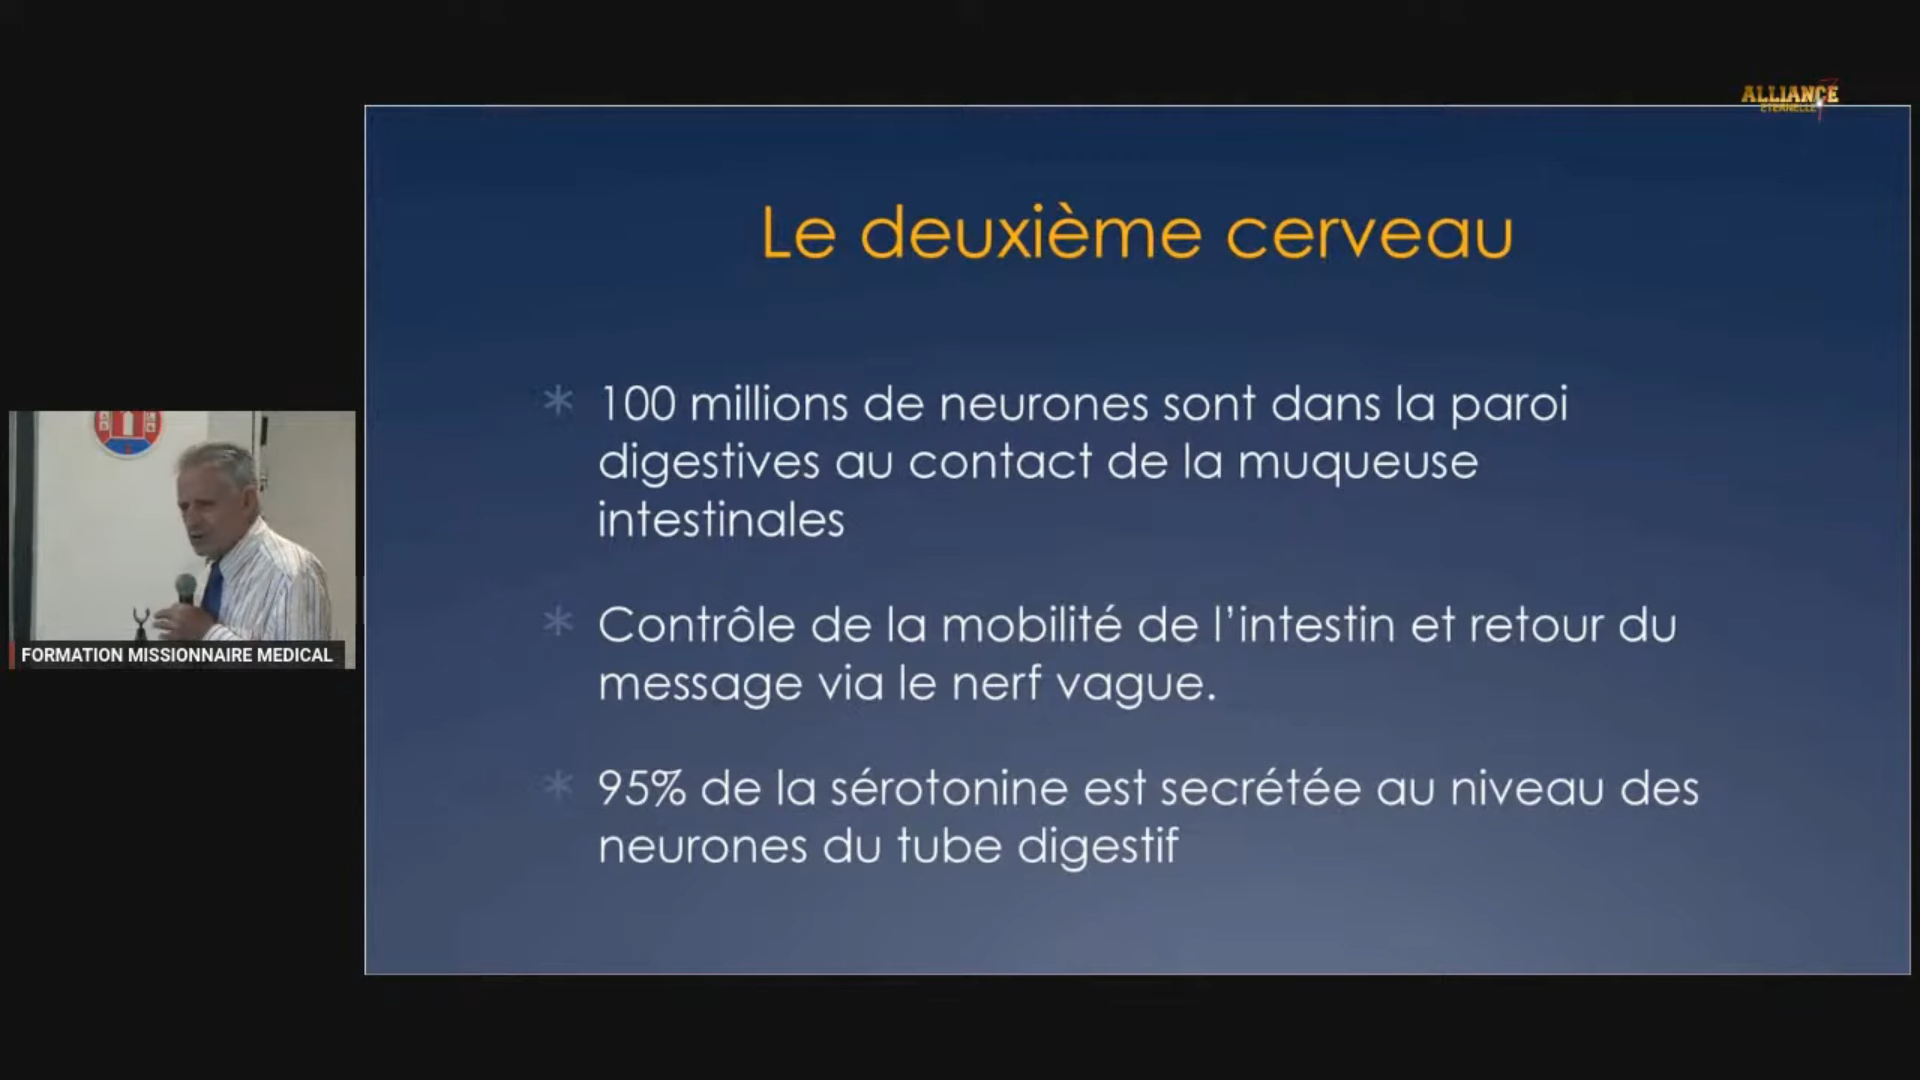 ALLIANCE
ETERNELLE
Le deuxième cerveau
* 100 millions de neurones sont dans la paroi
digestives au contact de la muqueuse
intestinales
* Contrôle de la mobilité de l’intestin et retour du
message via le nerf vague.
* 95% de la sérotonine est secrétée au niveau des
neurones du tube digestif
FORMATION MISSIONNAIRE MEDICAL